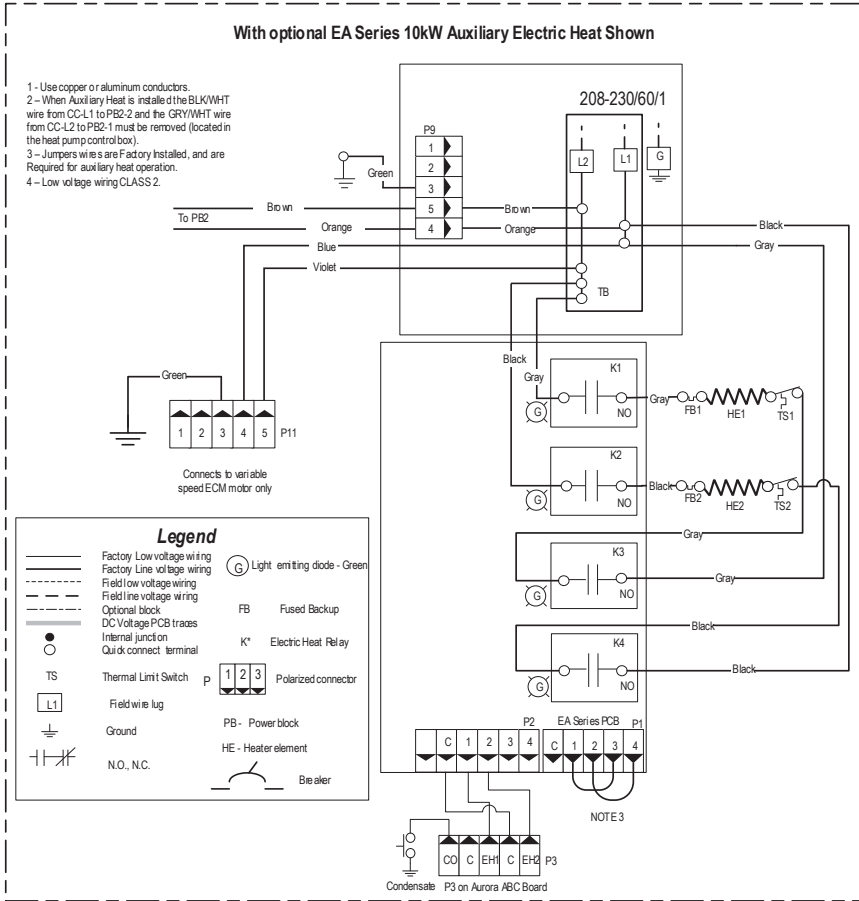 With optional EA Series 10kW Auxiliary Electric Heat Shown
1 - Use copper or aluminum conductors.
2 – When Auxiliary Heat is installed the BLK/WHT
wire from CC-L1 to PB2-2 and the GRY/WHT wire
from CC-L2 to PB2-1 must be removed (located in
the heat pump control box).
3 – Jumpers wires are Factory Installed, and are
Required for auxiliary heat operation.
4 – Low voltage wiring CLASS 2.
208-230/60/1
P9
1
2
3
5
4
Green
L2
L1
G
Brown
Brown
To PB2
Orange
Orange
Black
Blue
Gray
Violet
TB
Black
Gray
Green
1 2 3 4 5 P11
Connects to variable
speed ECM motor only
K1
G
NO
Gray
FB1
HE1
TS1
K2
G
NO
Black
FB2
HE2
TS2
Gray
K3
G
NO
Gray
Black
K4
G
NO
Black
Legend
Factory Low voltage wiring
Factory Line voltage wiring
Field low voltage wiring
Field line voltage wiring
Optional block
DC Voltage PCB traces
Internal junction
Quick connect terminal
TS Thermal Limit Switch
L1 Field wire lug
Ground
N.O., N.C.
G Light emitting diode - Green
FB Fused Backup
K* Electric Heat Relay
P 1 2 3 Polarized connector
PB - Power block
HE - Heater element
Breaker
P2
C 1 2 3 4
EA Series PCB P1
C 1 2 3 4
NOTE 3
CO C EH1 C EH2 P3
Condensate P3 on Aurora ABC Board